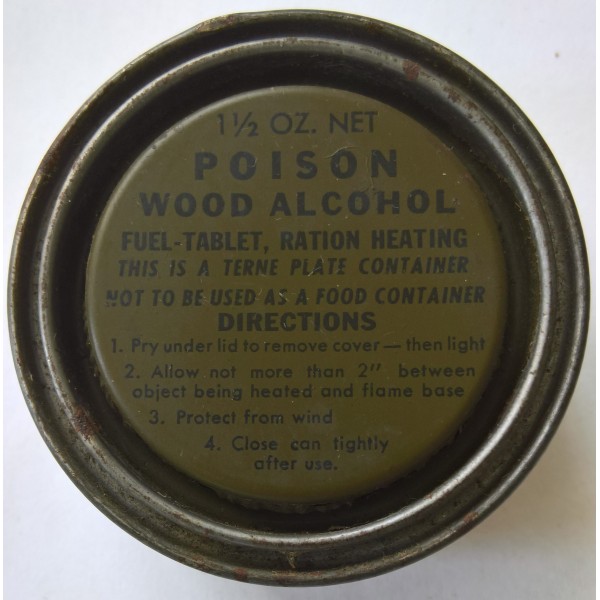 1 ½ OZ. NET
POISON
WOOD ALCOHOL
FUEL-TABLET, RATION HEATING
THIS IS A TERNE PLATE CONTAINER
NOT TO BE USED AS A FOOD CONTAINER
DIRECTIONS
1. Pry under lid to remove cover — then light
2. Allow not more than 2" between
object being heated and flame base
3. Protect from wind
4. Close can tightly
after use.